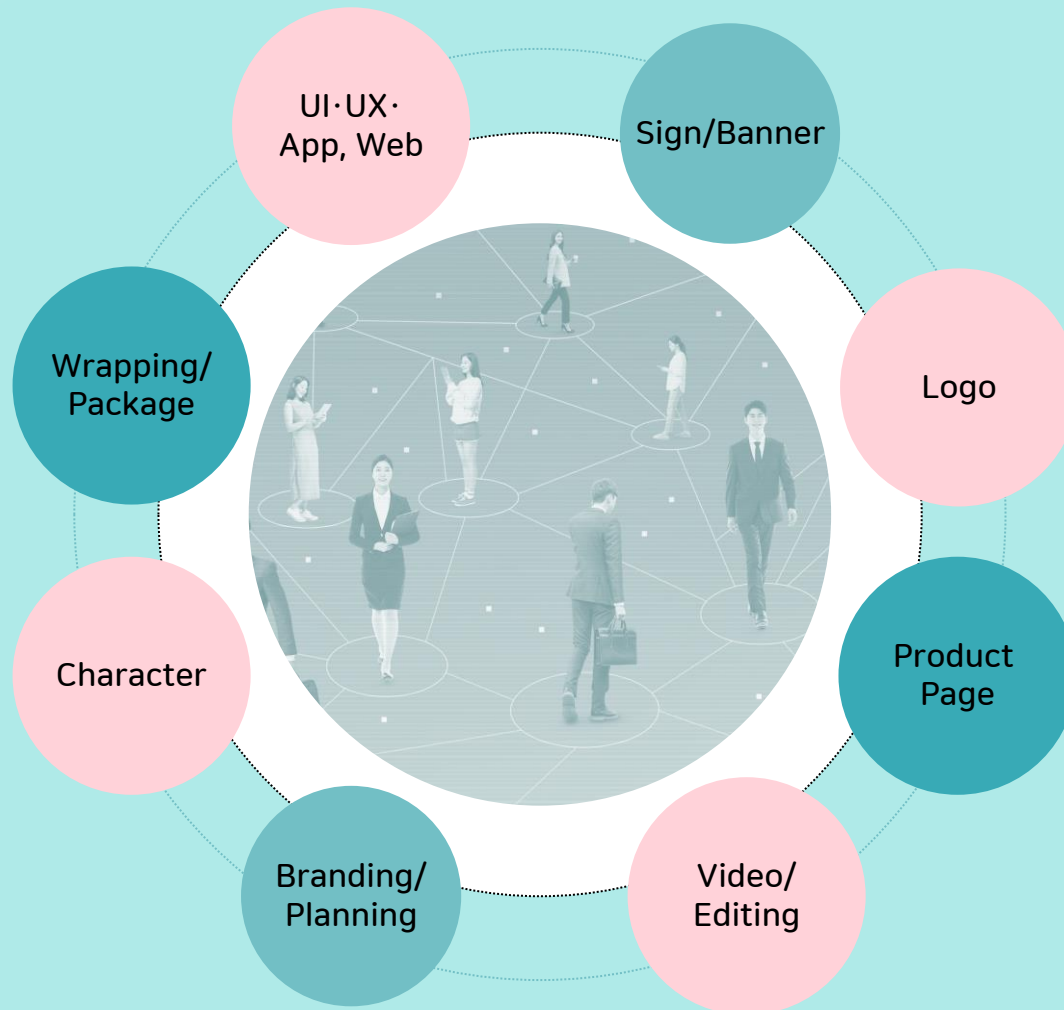 UI·UX·
App, Web
Sign/Banner
Wrapping/
Package
Logo
Character
Product
Page
Branding/
Planning
Video/
Editing